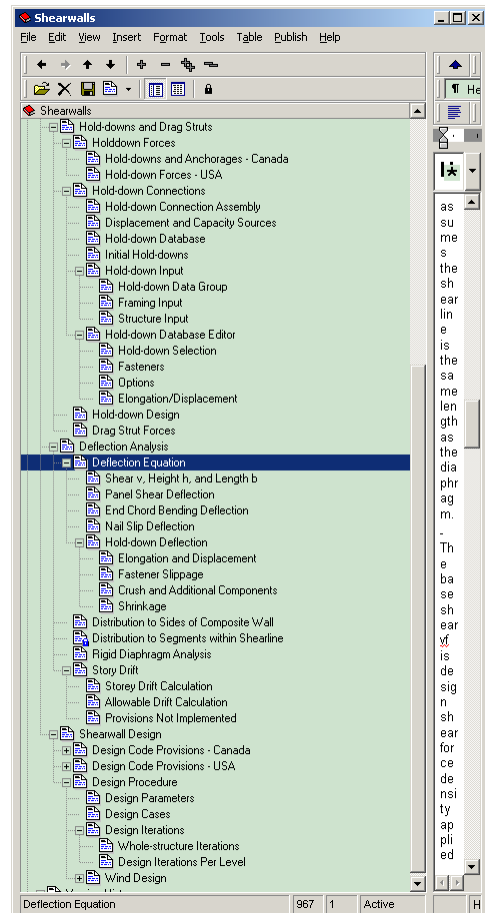 Shearwalls
File Edit View Insert Format Tools Table Publish Help
¶ He
Shearwalls
Hold-downs and Drag Struts
Holddown Forces
Hold-downs and Anchorages - Canada
Hold-down Forces - USA
Hold-down Connections
Hold-down Connection Assembly
Displacement and Capacity Sources
Hold-down Database
Initial Hold-downs
Hold-down Input
Hold-down Data Group
Framing Input
Structure Input
Hold-down Database Editor
Hold-down Selection
Fasteners
Options
Elongation/Displacement
Hold-down Design
Drag Strut Forces
Deflection Analysis
Deflection Equation
Shear v, Height h, and Length b
Panel Shear Deflection
End Chord Bending Deflection
Nail Slip Deflection
Hold-down Deflection
Elongation and Displacement
Fastener Slippage
Crush and Additional Components
Shrinkage
Distribution to Sides of Composite Wall
Distribution to Segments within Shearline
Rigid Diaphragm Analysis
Story Drift
Storey Drift Calculation
Allowable Drift Calculation
Provisions Not Implemented
Shearwall Design
Design Code Provisions - Canada
Design Code Provisions - USA
Design Procedure
Design Parameters
Design Cases
Design Iterations
Whole-structure Iterations
Design Iterations Per Level
Wind Design
as
su
me
s
the
sh
ear
lin
e
is
the
sa
me
len
gth
as
the
dia
phr
ag
m.
-
Th
e
ba
se
sh
ear
vf
is
de
sig
n
sh
ear
for
ce
de
nsi
ty
ap
pli
ed
Deflection Equation 967 1 Active H